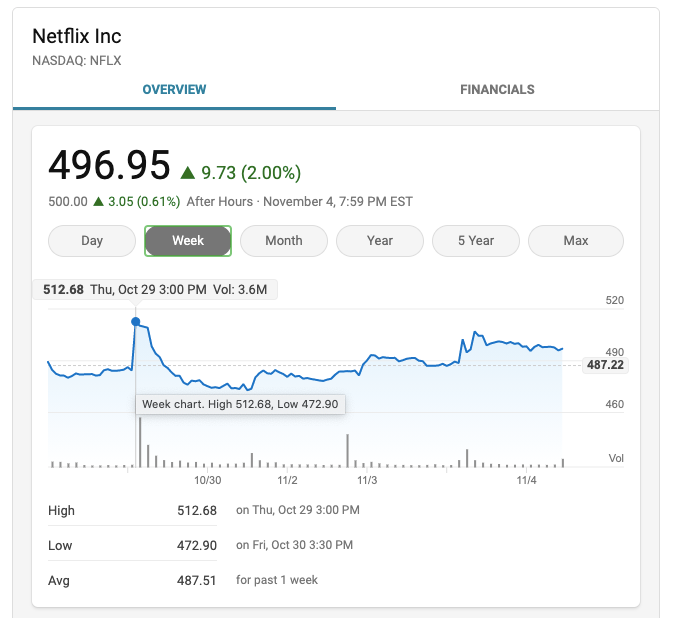 Netflix Inc
NASDAQ: NFLX
OVERVIEW FINANCIALS
496.95 ▲ 9.73 (2.00%)
500.00 ▲ 3.05 (0.61%) After Hours · November 4, 7:59 PM EST
Day Week Month Year 5 Year Max
512.68 Thu, Oct 29 3:00 PM Vol: 3.6M
520
490
487.22
Week chart. High 512.68, Low 472.90
460
Vol
10/30 11/2 11/3 11/4
High 512.68 on Thu, Oct 29 3:00 PM
Low 472.90 on Fri, Oct 30 3:30 PM
Avg 487.51 for past 1 week